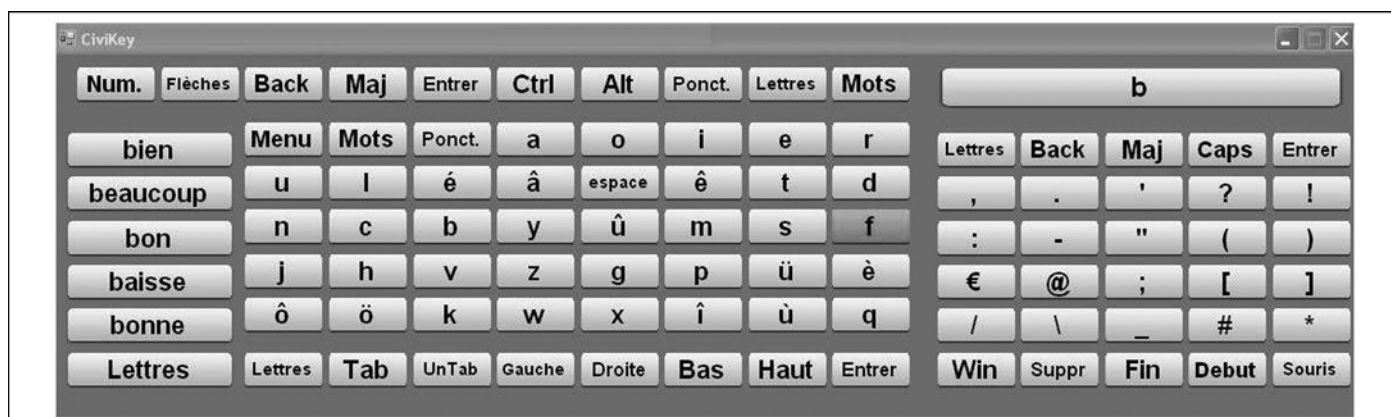 CiviKey
Num. Flèches Back Maj Entrer Ctrl Alt Ponct. Lettres Mots b
bien Menu Mots Ponct. a o i e r Lettres Back Maj Caps Entrer
beaucoup u l é â espace ê t d , . ' ? !
bon n c b y û m s f : - " ( )
baisse j h v z g p ü è € @ ; [ ]
bonne ô ö k w x î ù q / \ _ # *
Lettres Lettres Tab UnTab Gauche Droite Bas Haut Entrer Win Suppr Fin Debut Souris